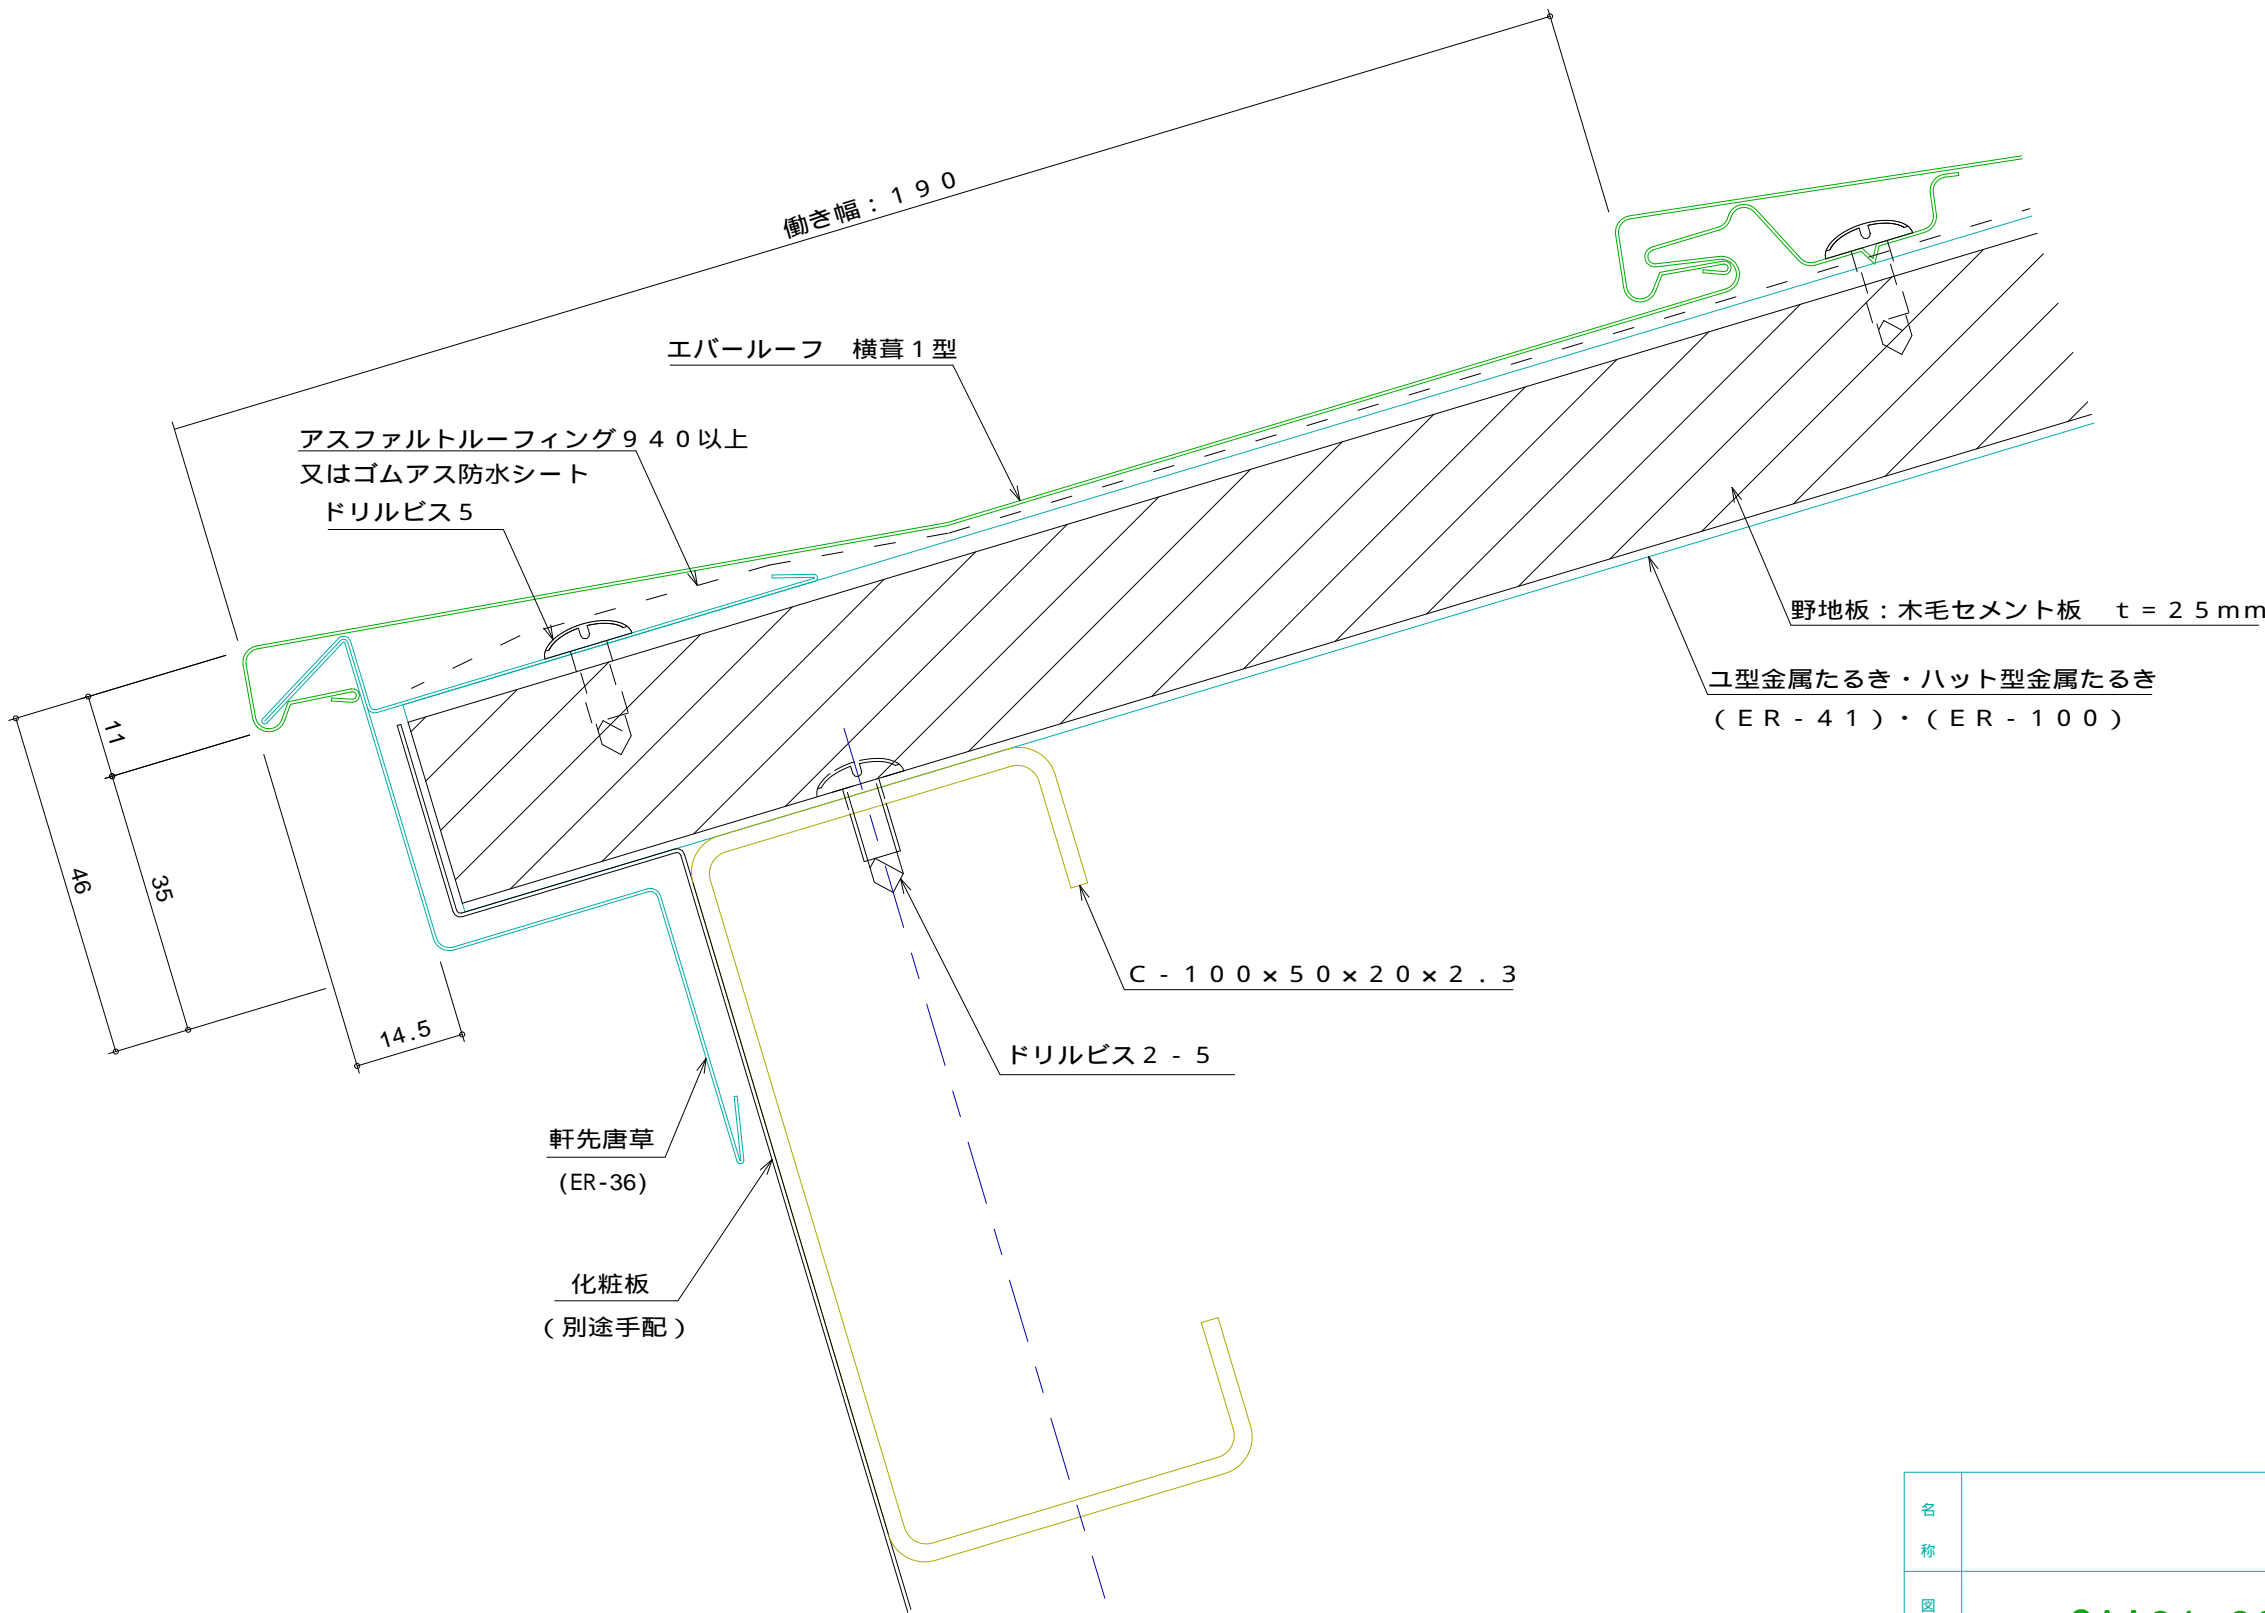 働き幅：１９０
エバールーフ　横葺１型
アスファルトルーフィング９４０以上
又はゴムアス防水シート
ドリルビス５
野地板：木毛セメント板　ｔ＝２５ｍｍ
ユ型金属たるき・ハット型金属たるき
（ＥＲ－４１）・（ＥＲ－１００）
11
46
35
14.5
Ｃ－１００×５０×２０×２．３
ドリルビス２－５
軒先唐草
(ER-36)
化粧板
（別途手配）
名
称
図